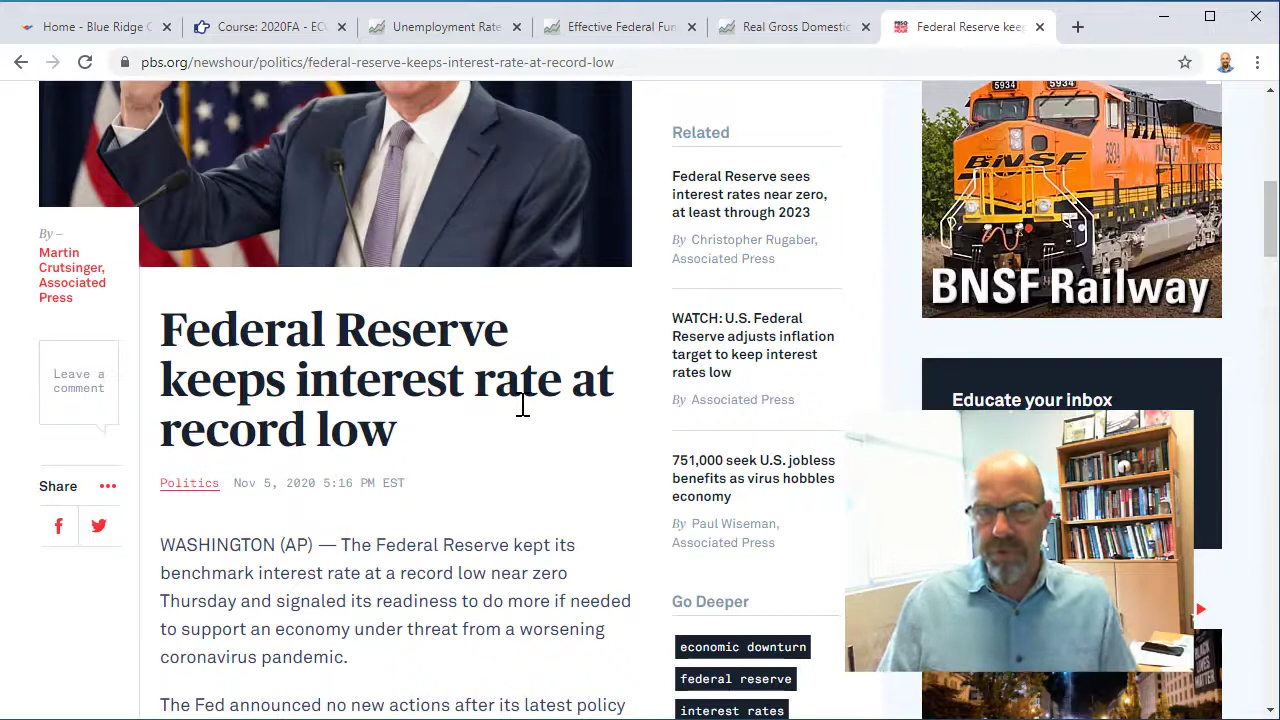 Home - Blue Ridge C
Course: 2020FA - EC
Unemployment Rate
Effective Federal Fun
Real Gross Domestic
Federal Reserve keep
pbs.org/newshour/politics/federal-reserve-keeps-interest-rate-at-record-low
By –
Martin
Crutsinger,
Associated
Press
Leave a
comment
Share
Federal Reserve
keeps interest rate at
record low
Politics Nov 5, 2020 5:16 PM EST
WASHINGTON (AP) — The Federal Reserve kept its
benchmark interest rate at a record low near zero
Thursday and signaled its readiness to do more if needed
to support an economy under threat from a worsening
coronavirus pandemic.
The Fed announced no new actions after its latest policy
Related
Federal Reserve sees
interest rates near zero,
at least through 2023
By Christopher Rugaber,
Associated Press
WATCH: U.S. Federal
Reserve adjusts inflation
target to keep interest
rates low
By Associated Press
751,000 seek U.S. jobless
benefits as virus hobbles
economy
By Paul Wiseman,
Associated Press
Go Deeper
economic downturn
federal reserve
interest rates
5934
5934
BNSF
5934
BNSF Railway
Educate your inbox
BLACK
LIVES
MATTER